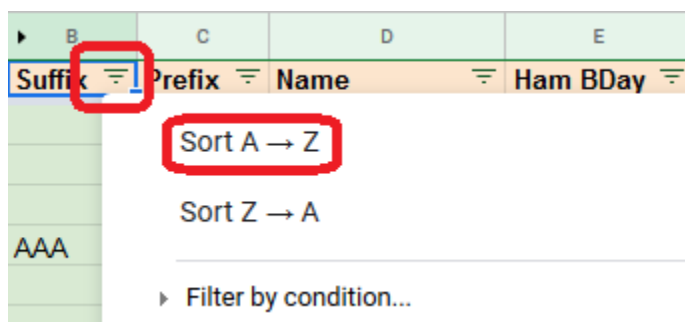 B C D E
Suffix Prefix Name Ham BDay
Sort A → Z
Sort Z → A
AAA
Filter by condition...